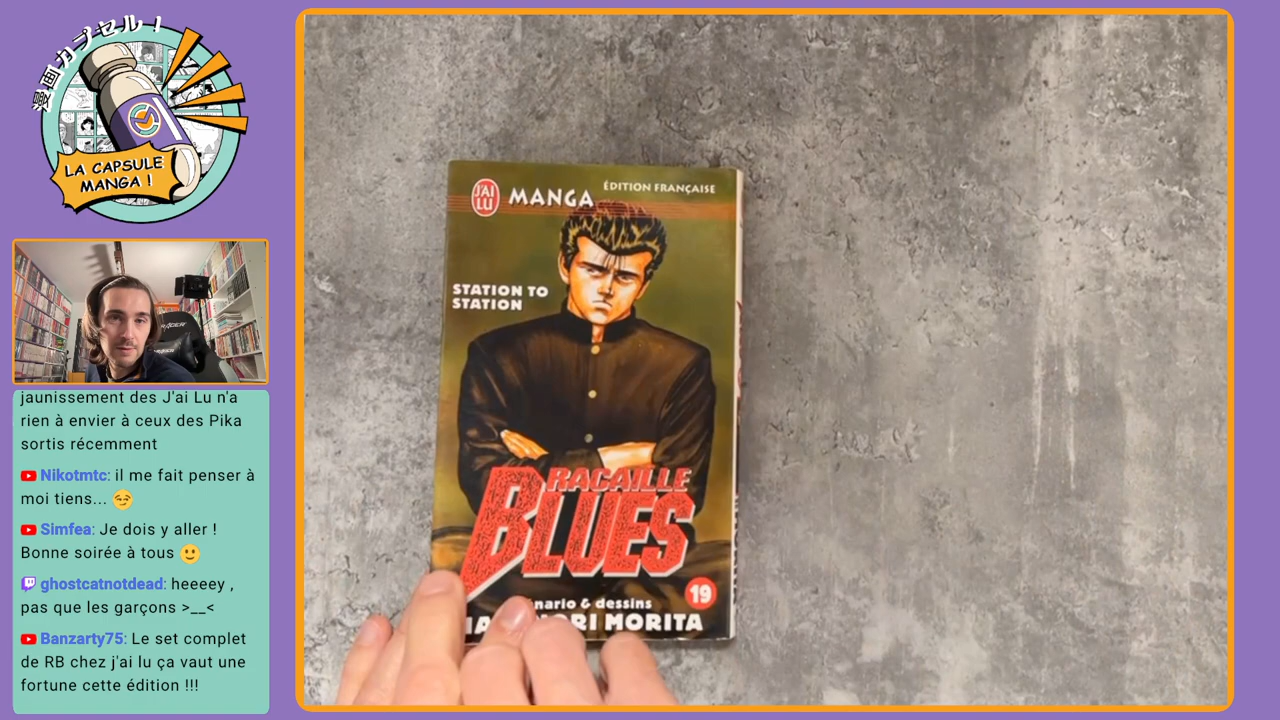 漫画カプセル！
LA CAPSULE
MANGA !
jaunissement des J'ai Lu n'a
rien à envier à ceux des Pika
sortis récemment
Nikotmtc: il me fait penser à
moi tiens... 😏
Simfea: Je dois y aller !
Bonne soirée à tous 🙂
ghostcatnotdead: heeeey ,
pas que les garçons >__<
Banzarty75: Le set complet
de RB chez j'ai lu ça vaut une
fortune cette édition !!!
J'AI
LU
MANGA
ÉDITION FRANÇAISE
STATION TO
STATION
RACAILLE
BLUES
19
& dessins
MORITA